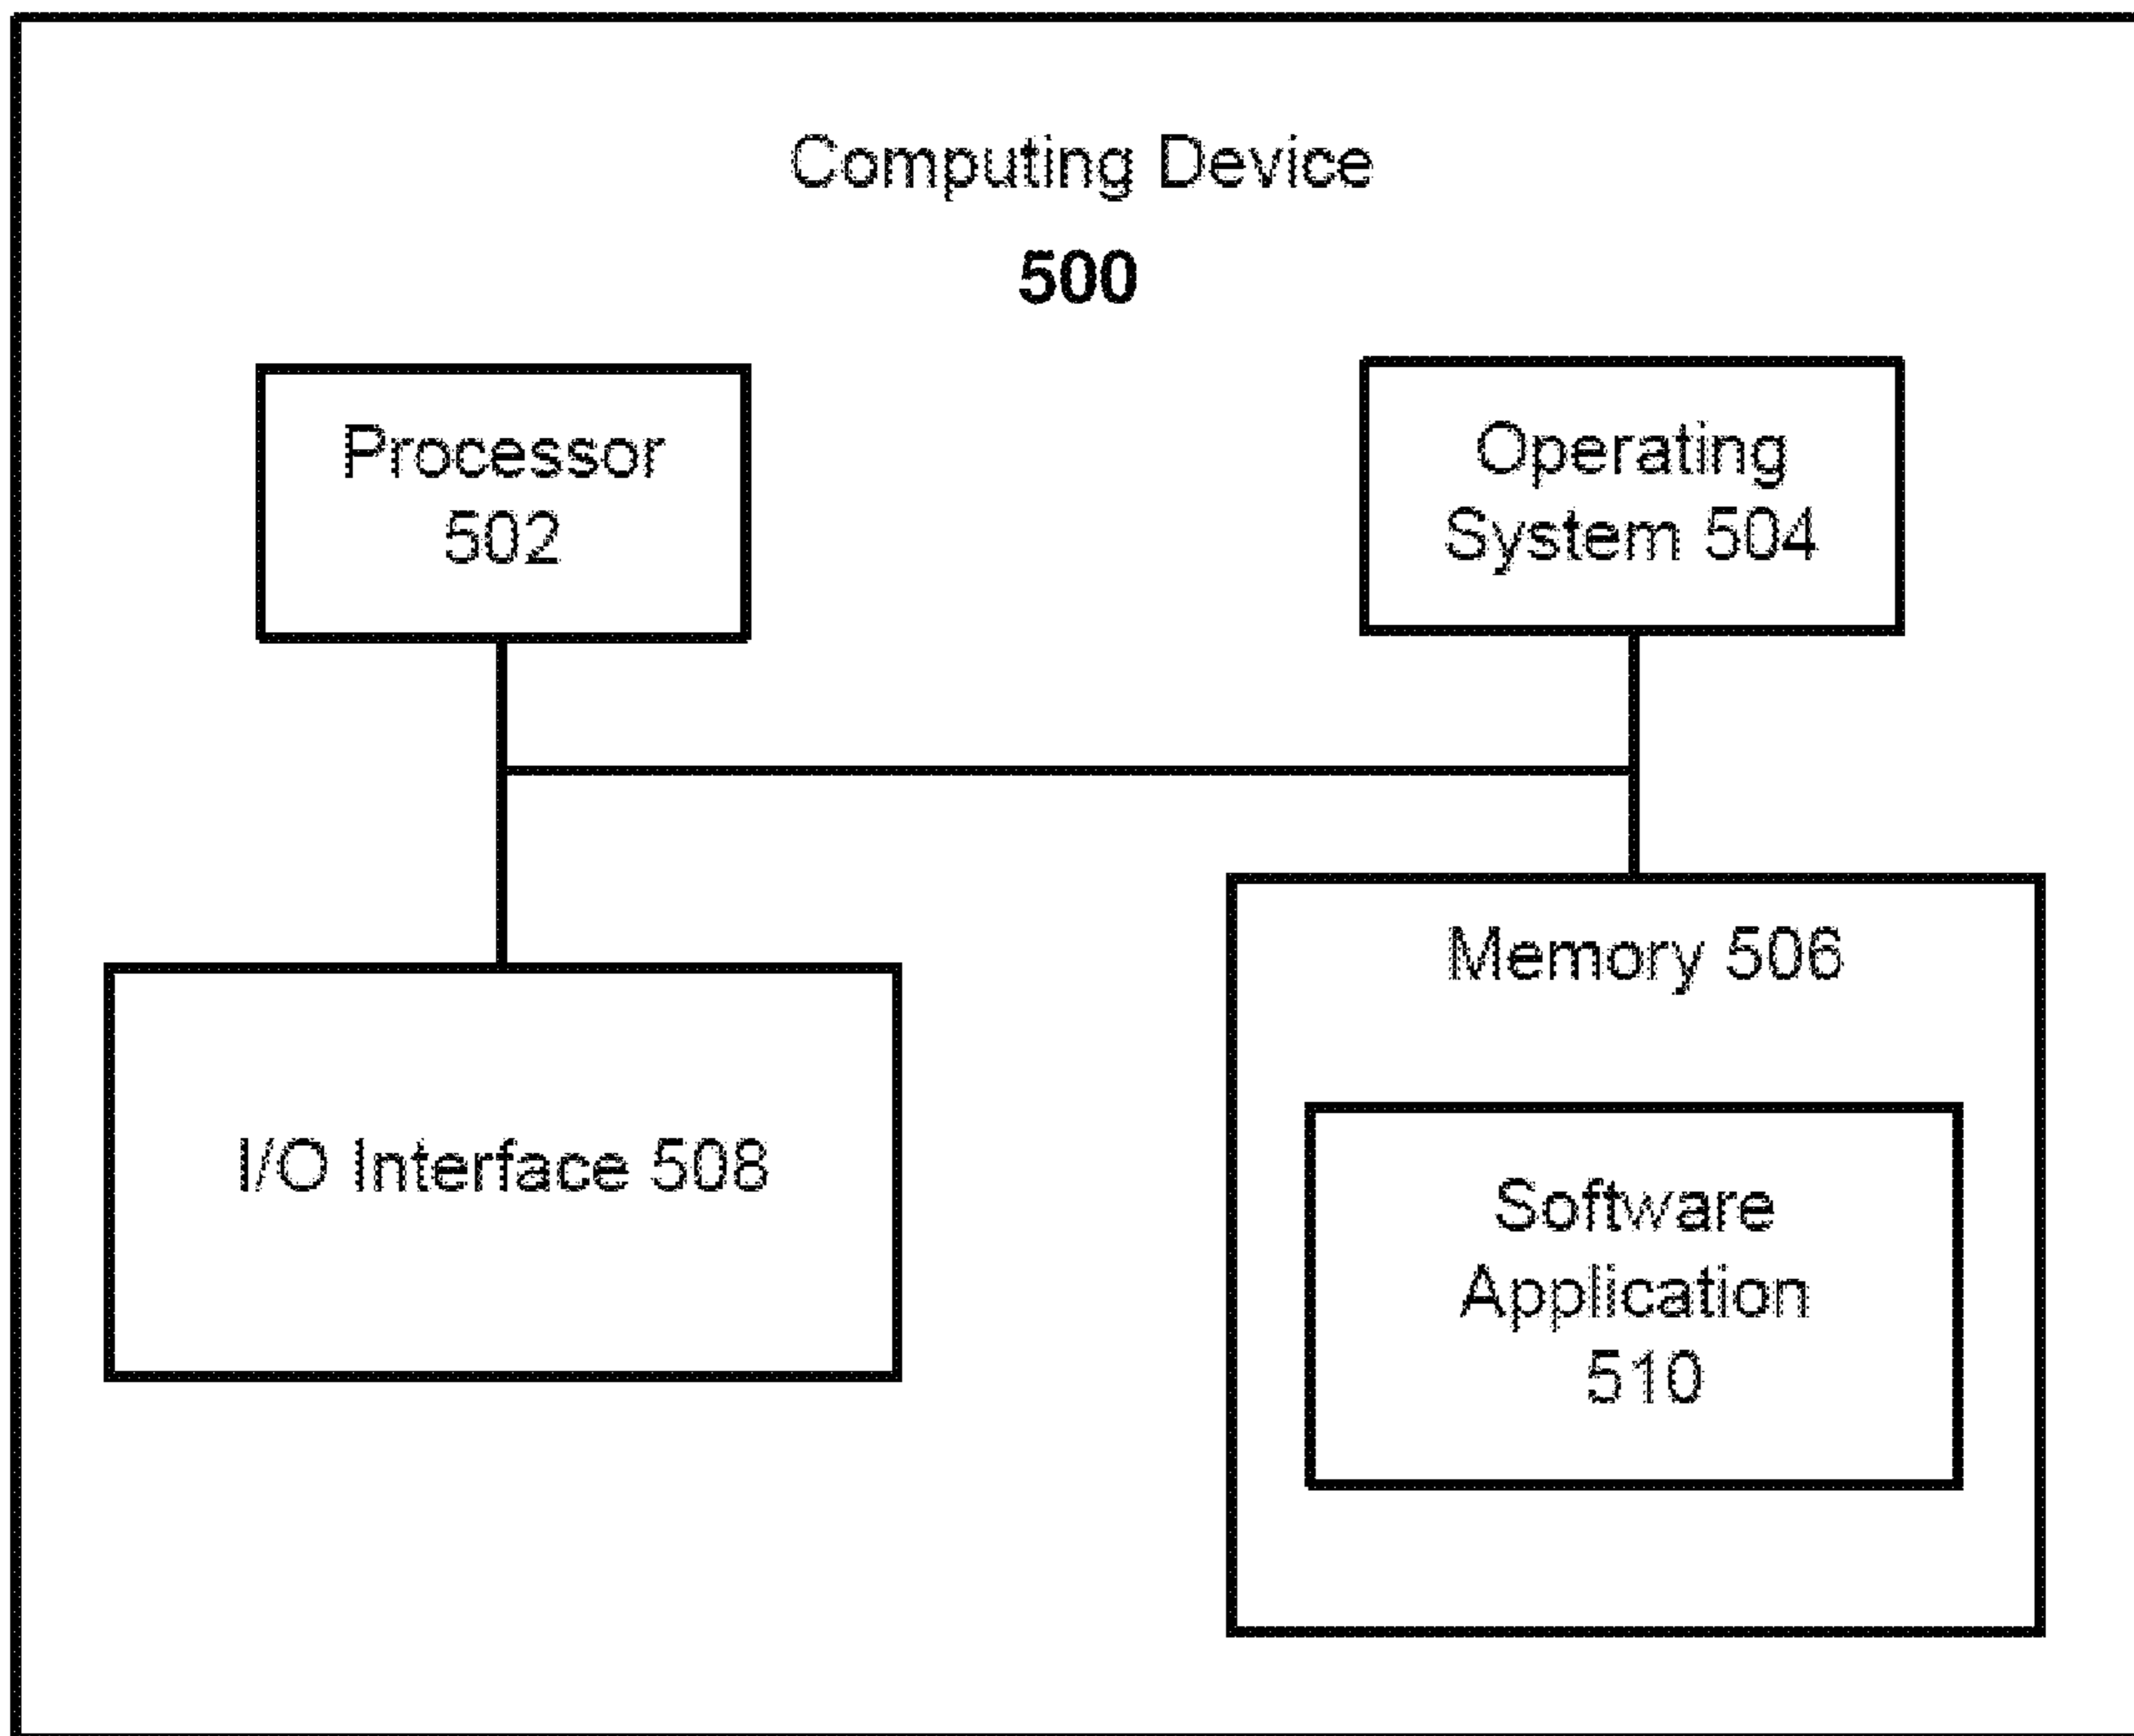 Computing Device
500
Processor
502
Operating
System 504
I/O Interface 508
Memory 506
Software
Application
510